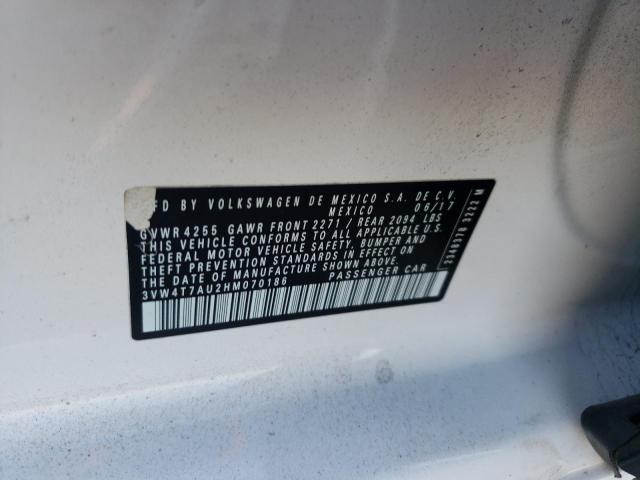 MFD BY VOLKSWAGEN DE MEXICO S.A. DE C.V.
MEXICO 06/17
GVWR 4255 GAWR FRONT 2271 / REAR 2094 LBS
THIS VEHICLE CONFORMS TO ALL APPLICABLE U.S.
FEDERAL MOTOR VEHICLE SAFETY, BUMPER AND
THEFT PREVENTION STANDARDS IN EFFECT ON
THE DATE OF MANUFACTURE SHOWN ABOVE.
3VW4T7AU2HM070186 PASSENGER CAR